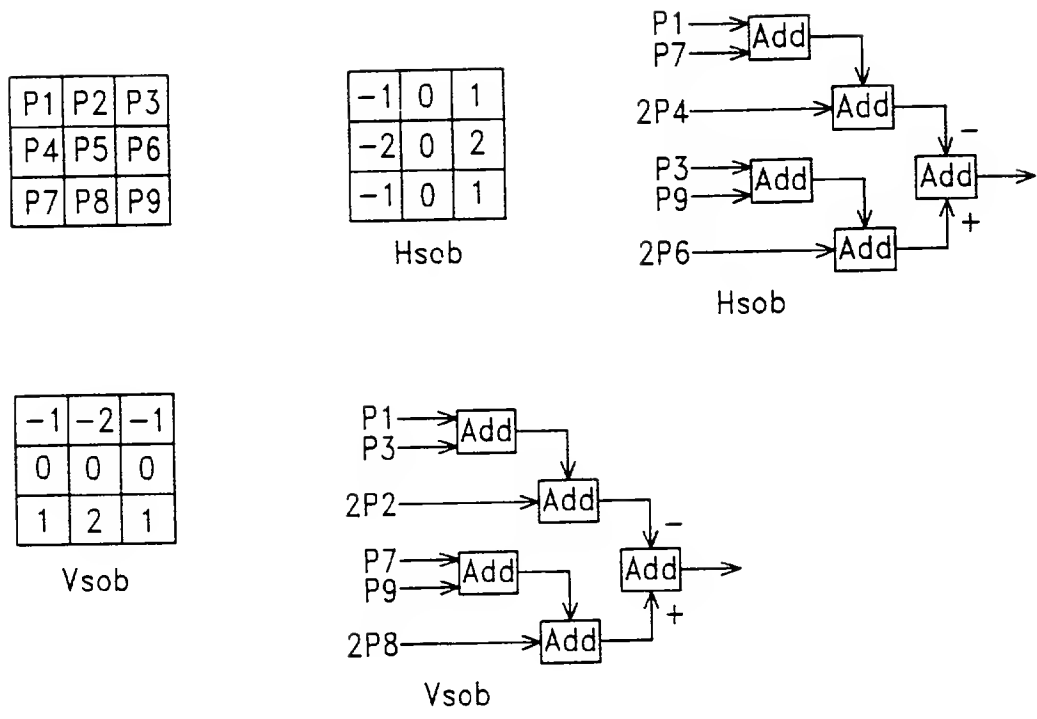 P1 P2 P3
P4 P5 P6
P7 P8 P9
-1 0 1
-2 0 2
-1 0 1
Hsob
P1
P7
Add
2P4
Add
-
P3
P9
Add
Add
+
2P6
Add
Hsob
-1 -2 -1
0 0 0
1 2 1
Vsob
P1
P3
Add
2P2
Add
-
P7
P9
Add
Add
+
2P8
Add
Vsob